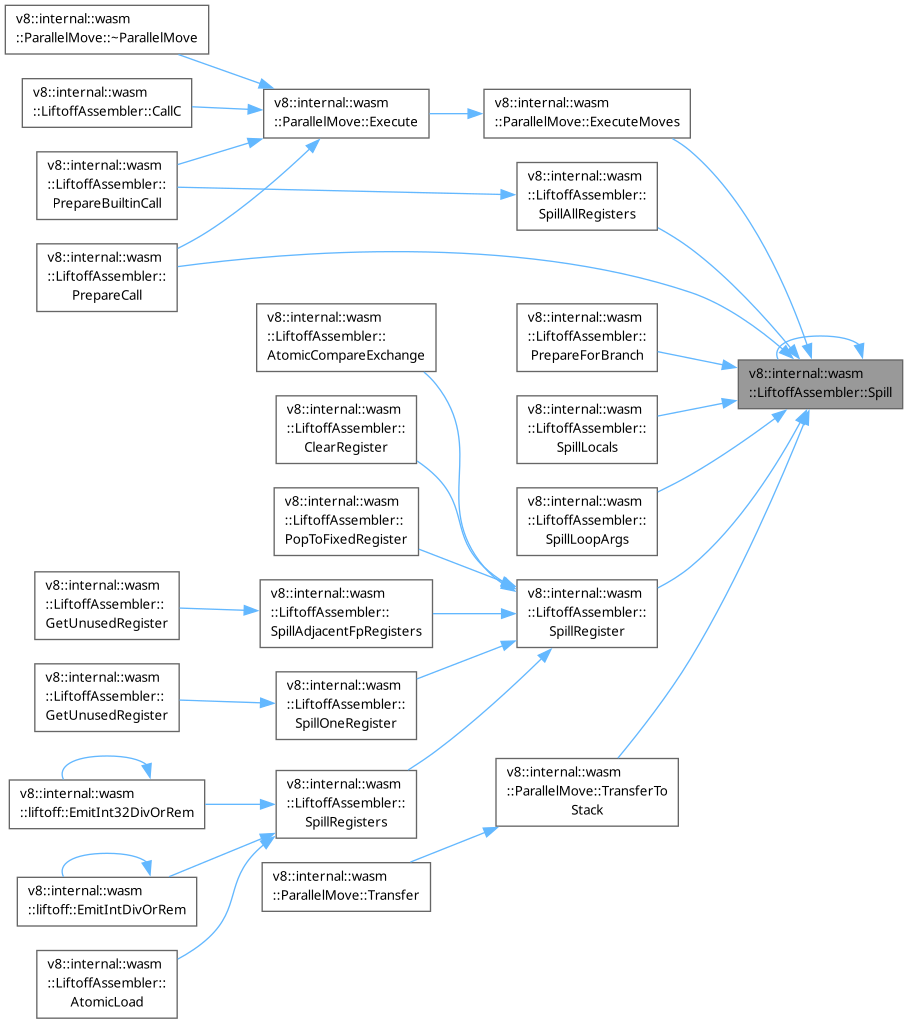 v8::internal::wasm
::ParallelMove::~ParallelMove
v8::internal::wasm
::LiftoffAssembler::CallC
v8::internal::wasm
::ParallelMove::Execute
v8::internal::wasm
::ParallelMove::ExecuteMoves
v8::internal::wasm
::LiftoffAssembler::
PrepareBuiltinCall
v8::internal::wasm
::LiftoffAssembler::
SpillAllRegisters
v8::internal::wasm
::LiftoffAssembler::
PrepareCall
v8::internal::wasm
::LiftoffAssembler::
AtomicCompareExchange
v8::internal::wasm
::LiftoffAssembler::
PrepareForBranch
v8::internal::wasm
::LiftoffAssembler::Spill
v8::internal::wasm
::LiftoffAssembler::
ClearRegister
v8::internal::wasm
::LiftoffAssembler::
SpillLocals
v8::internal::wasm
::LiftoffAssembler::
PopToFixedRegister
v8::internal::wasm
::LiftoffAssembler::
SpillLoopArgs
v8::internal::wasm
::LiftoffAssembler::
GetUnusedRegister
v8::internal::wasm
::LiftoffAssembler::
SpillAdjacentFpRegisters
v8::internal::wasm
::LiftoffAssembler::
SpillRegister
v8::internal::wasm
::LiftoffAssembler::
GetUnusedRegister
v8::internal::wasm
::LiftoffAssembler::
SpillOneRegister
v8::internal::wasm
::liftoff::EmitInt32DivOrRem
v8::internal::wasm
::LiftoffAssembler::
SpillRegisters
v8::internal::wasm
::ParallelMove::TransferTo
Stack
v8::internal::wasm
::liftoff::EmitIntDivOrRem
v8::internal::wasm
::ParallelMove::Transfer
v8::internal::wasm
::LiftoffAssembler::
AtomicLoad